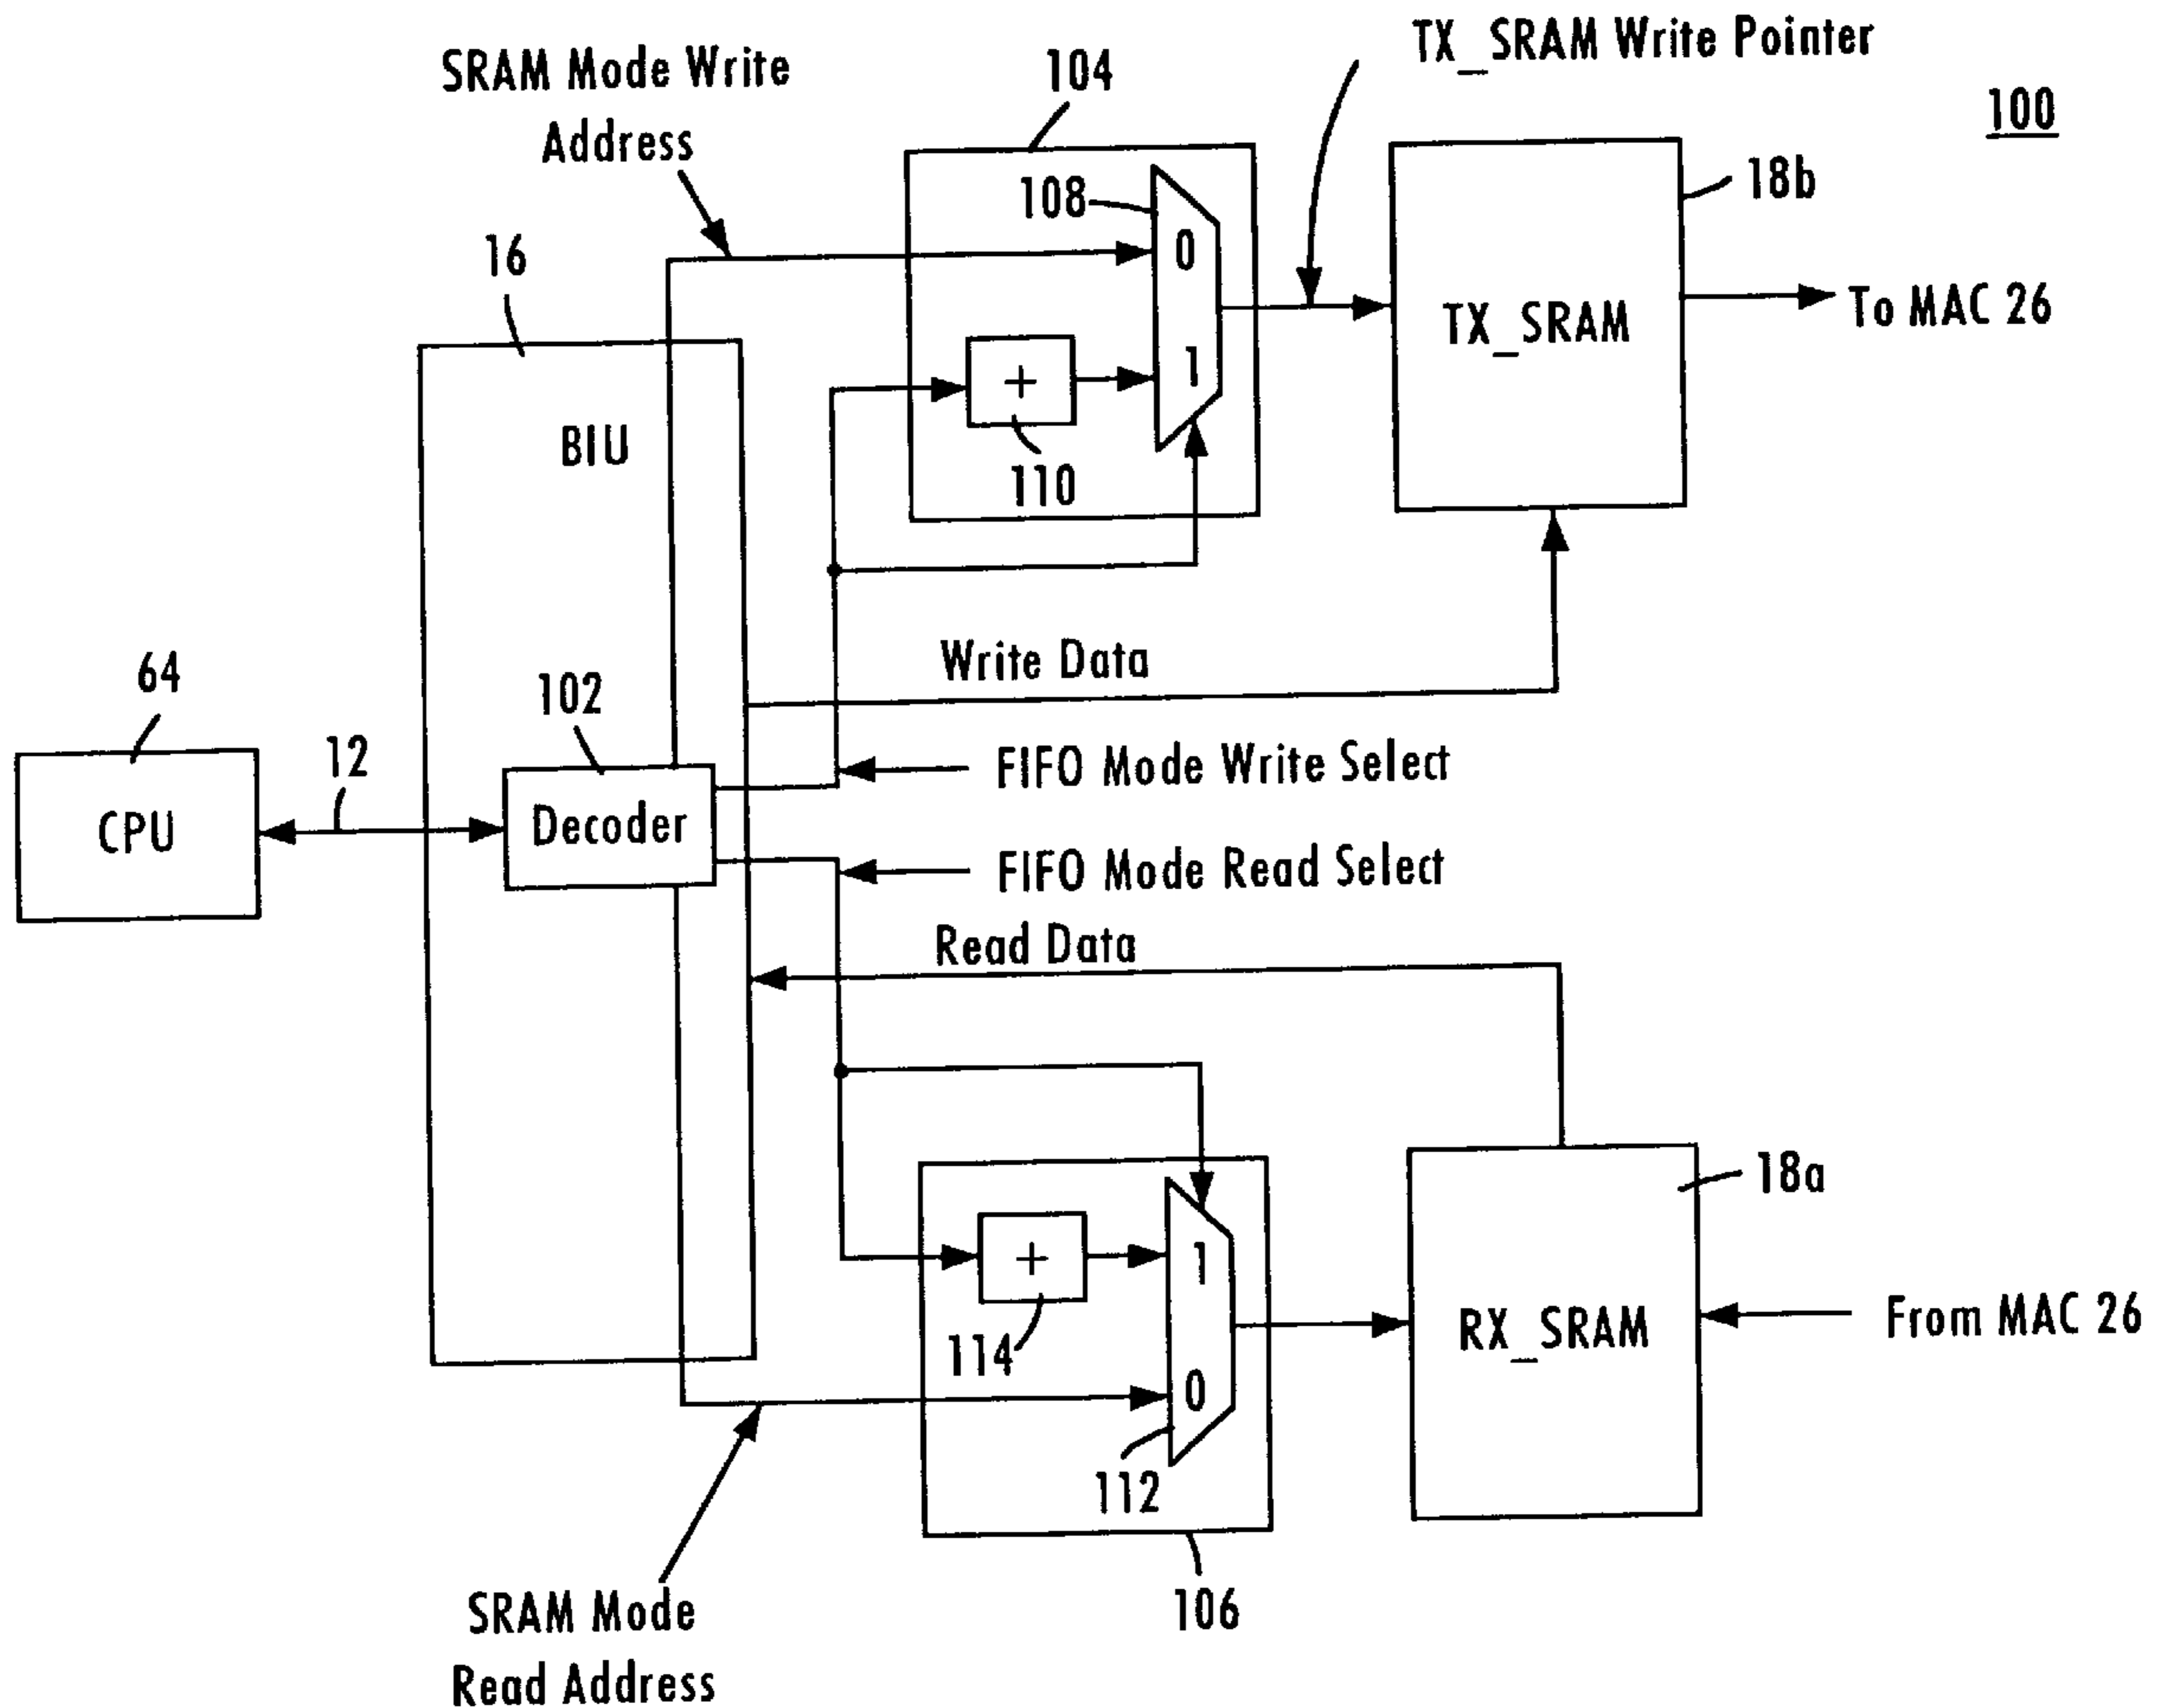 TX_SRAM Write Pointer
SRAM Mode Write
Address
104
100
108
0
18b
16
TX_SRAM
To MAC 26
+
1
BIU
110
Write Data
64
102
12
FIFO Mode Write Select
CPU
Decoder
FIFO Mode Read Select
Read Data
18a
+
1
RX_SRAM
From MAC 26
114
0
112
106
SRAM Mode
Read Address